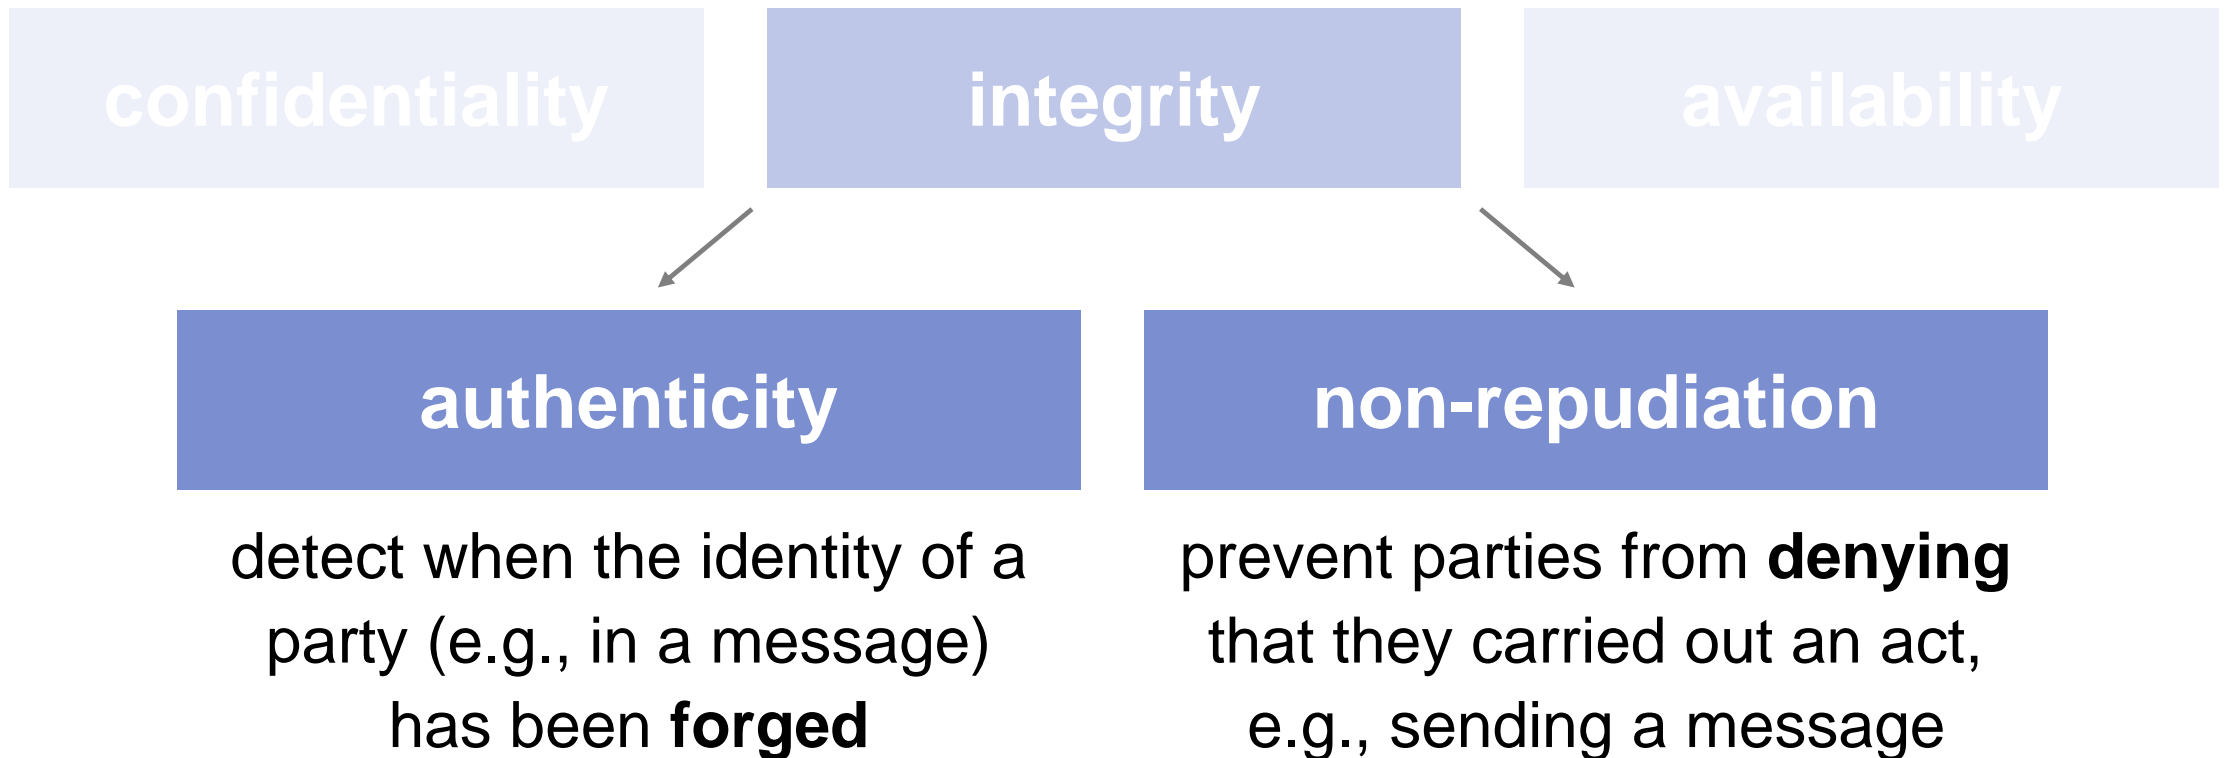 confidentiality
integrity
availability
authenticity
non-repudiation
detect when the identity of a
party (e.g., in a message)
has been forged
prevent parties from denying
that they carried out an act,
e.g., sending a message